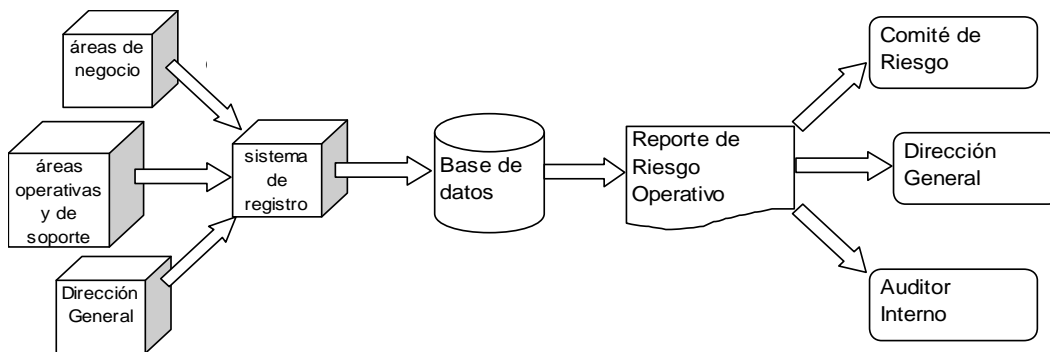 áreas de
negocio
áreas
operativas
y de
soporte
Dirección
General
sistema
de
registro
Base de
datos
Reporte de
Riesgo
Operativo
Comité de
Riesgo
Dirección
General
Auditor
Interno